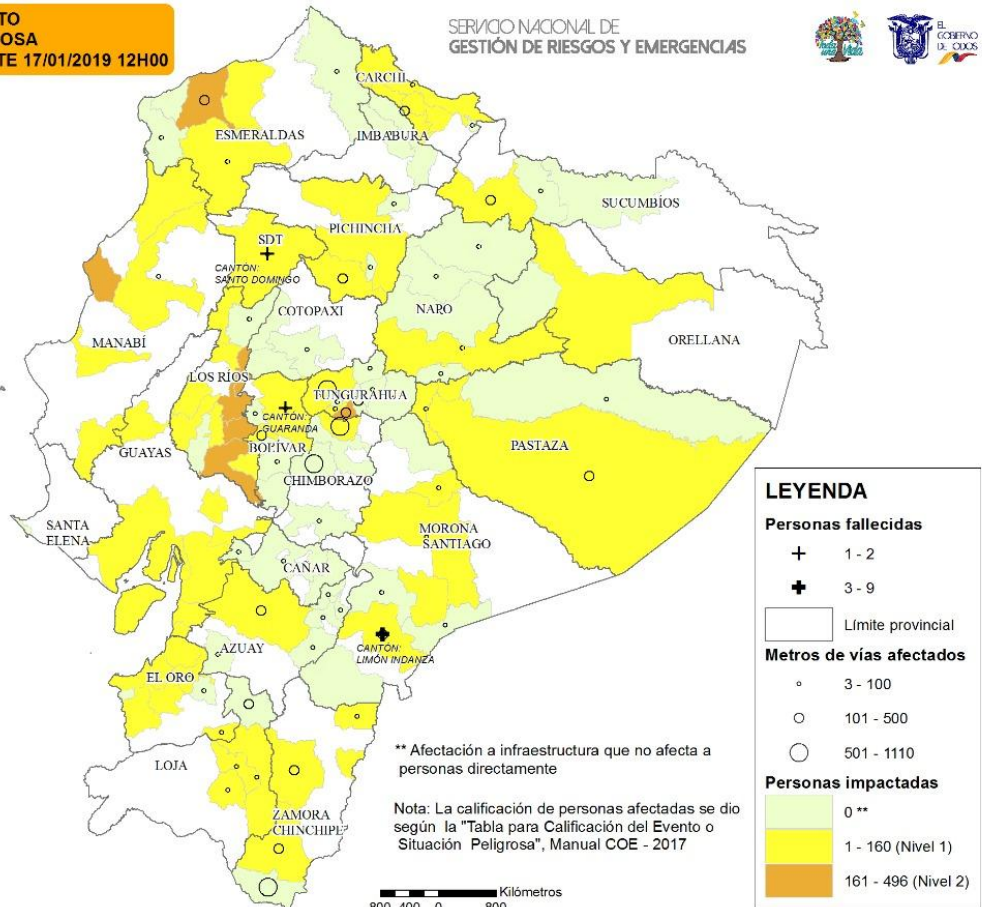 TO
OSA
TE 17/01/2019 12H00
SERVICIO NACIONAL DE
GESTIÓN DE RIESGOS Y EMERGENCIAS
EL
GOBIERNO
DE TODOS
CARCHI
ESMERALDAS
IMBABURA
SUCUMBÍOS
PICHINCHA
SDT
CANTÓN:
SANTO DOMINGO
COTOPAXI
NAPO
ORELLANA
MANABÍ
LOS RÍOS
TUNGURAHUA
CANTÓN:
GUARANDA
BOLÍVAR
GUAYAS
PASTAZA
CHIMBORAZO
SANTA
ELENA
MORONA
SANTIAGO
CAÑAR
AZUAY
CANTÓN:
LIMÓN INDANZA
EL ORO
LOJA
ZAMORA
CHINCHIPE
** Afectación a infraestructura que no afecta a
personas directamente
Nota: La calificación de personas afectadas se dio
según la "Tabla para Calificación del Evento o
Situación Peligrosa", Manual COE - 2017
Kilómetros
800 400 0 800
LEYENDA
Personas fallecidas
1 - 2
3 - 9
Límite provincial
Metros de vías afectados
3 - 100
101 - 500
501 - 1110
Personas impactadas
0 **
1 - 160 (Nivel 1)
161 - 496 (Nivel 2)